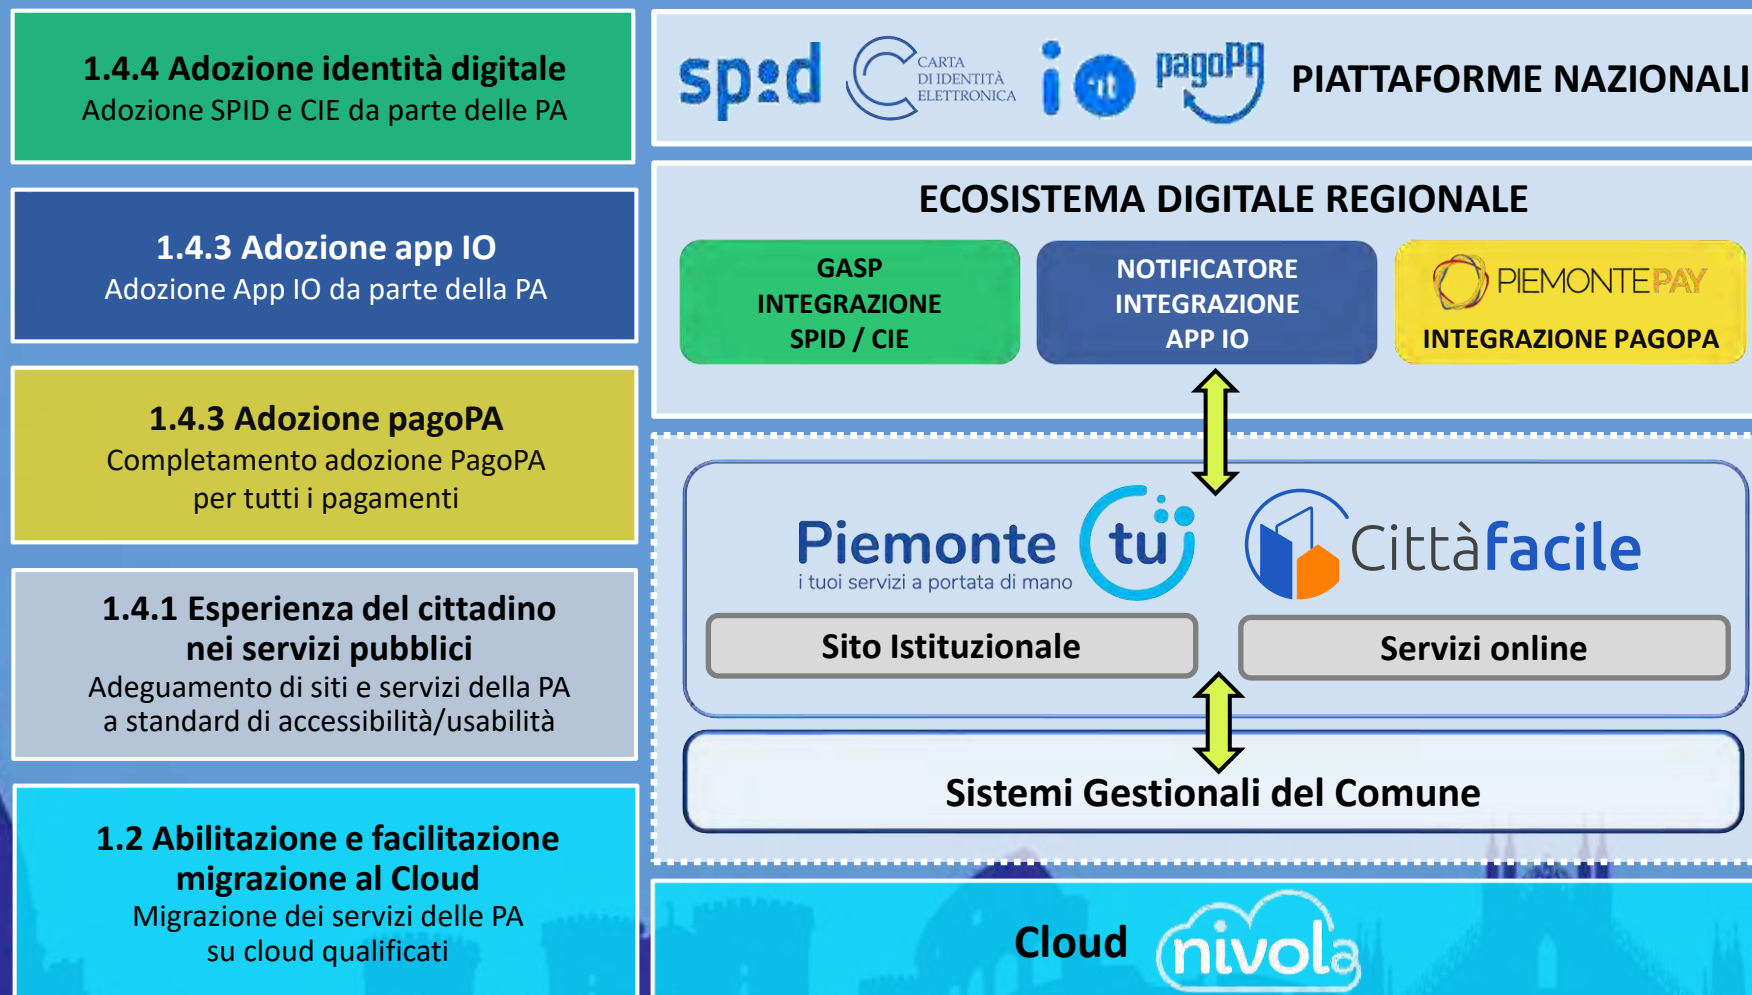 1.4.4 Adozione identità digitale
Adozione SPID e CIE da parte delle PA
1.4.3 Adozione app IO
Adozione App IO da parte della PA
1.4.3 Adozione pagoPA
Completamento adozione PagoPA
per tutti i pagamenti
1.4.1 Esperienza del cittadino
nei servizi pubblici
Adeguamento di siti e servizi della PA
a standard di accessibilità/usabilità
1.2 Abilitazione e facilitazione
migrazione al Cloud
Migrazione dei servizi delle PA
su cloud qualificati
spid
CARTA
DI IDENTITÀ
ELETTRONICA
io
pagoPA
PIATTAFORME NAZIONALI
ECOSISTEMA DIGITALE REGIONALE
GASP
INTEGRAZIONE
SPID / CIE
NOTIFICATORE
INTEGRAZIONE
APP IO
PIEMONTEPAY
INTEGRAZIONE PAGOPA
Piemonte tu
i tuoi servizi a portata di mano
Cittàfacile
Sito Istituzionale
Servizi online
Sistemi Gestionali del Comune
Cloud nivola